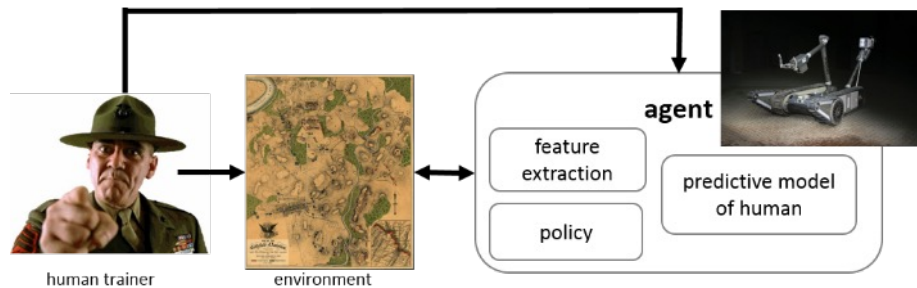 agent
feature
extraction
predictive model
of human
policy
human trainer
environment